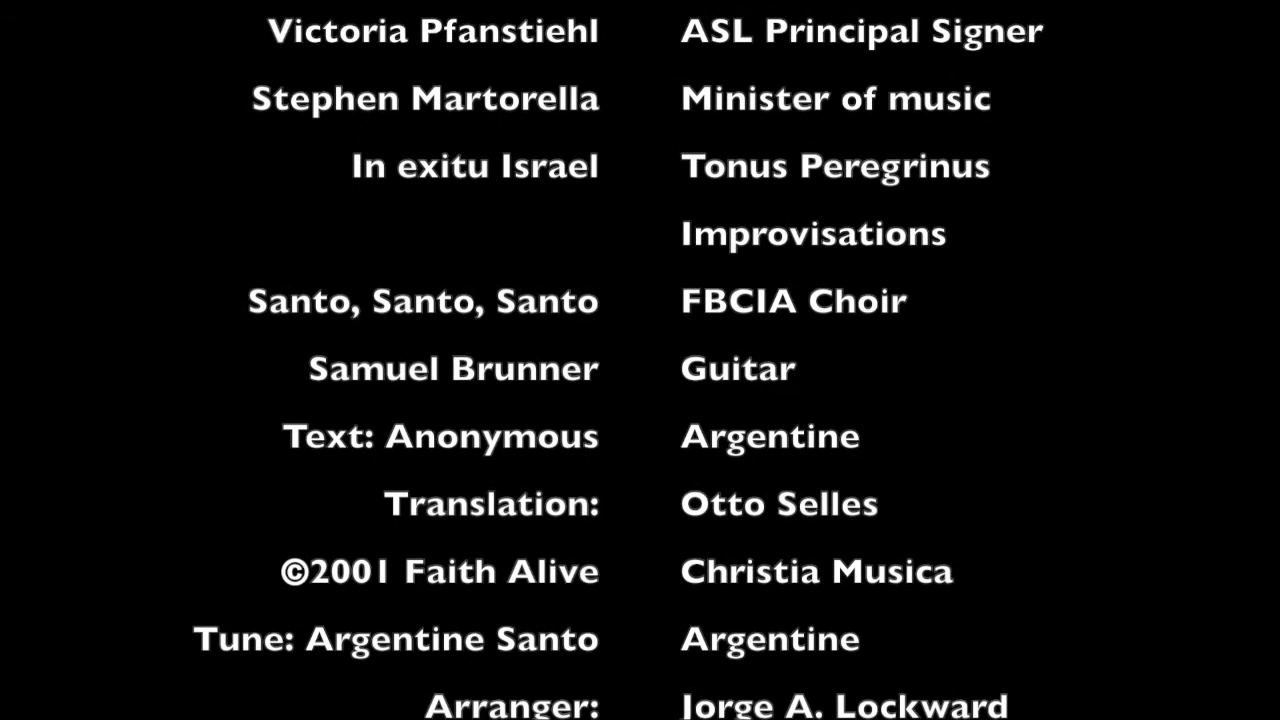 Victoria Pfanstiehl ASL Principal Signer
Stephen Martorella Minister of music
In exitu Israel Tonus Peregrinus
Improvisations
Santo, Santo, Santo FBCIA Choir
Samuel Brunner Guitar
Text: Anonymous Argentine
Translation: Otto Selles
©2001 Faith Alive Christia Musica
Tune: Argentine Santo Argentine
Arranger: Jorge A. Lockward